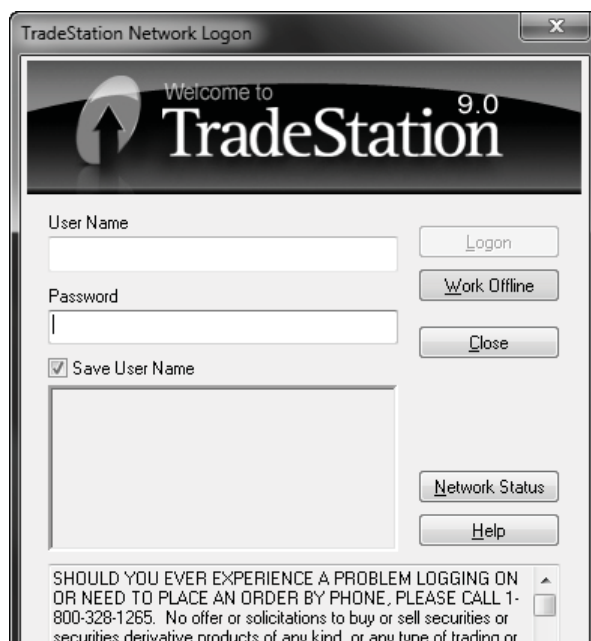 TradeStation Network Logon
x
Welcome to
TradeStation 9.0
User Name
Logon
Work Offline
Password
Close
Save User Name
Network Status
Help
SHOULD YOU EVER EXPERIENCE A PROBLEM LOGGING ON
OR NEED TO PLACE AN ORDER BY PHONE, PLEASE CALL 1-
800-328-1265. No offer or solicitations to buy or sell securities or
securities derivative products of any kind, or any type of trading or